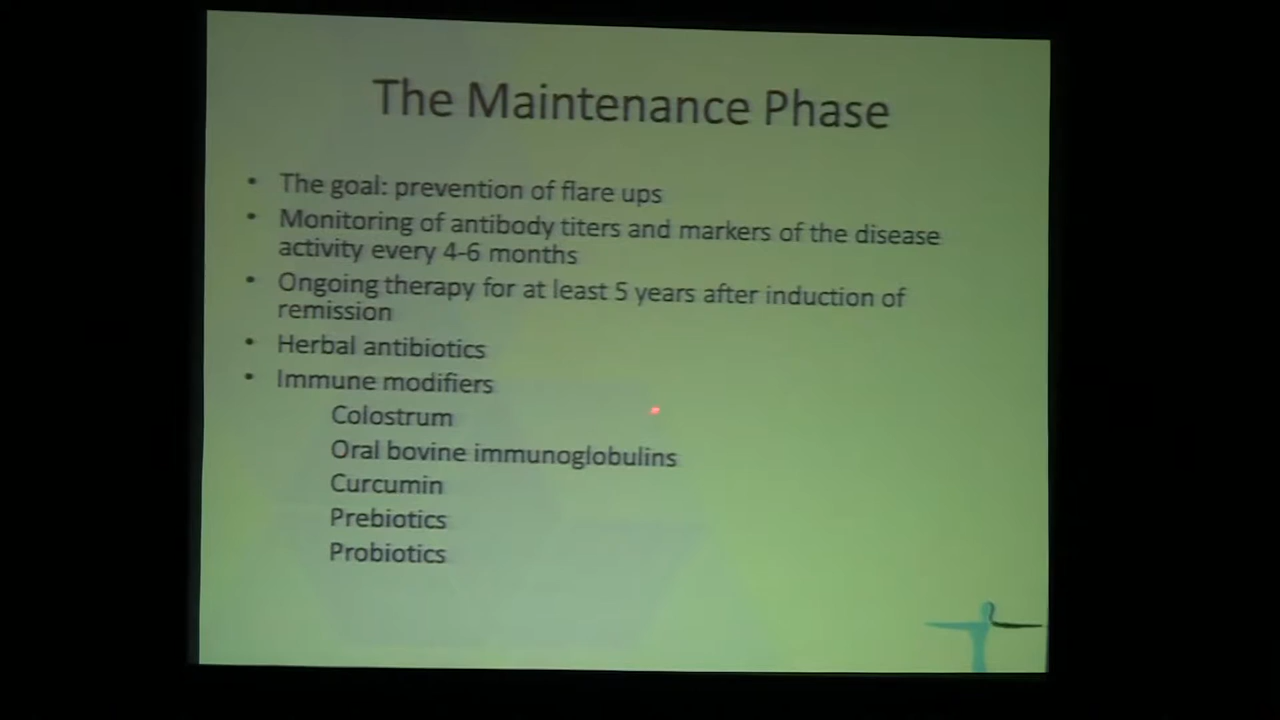 The Maintenance Phase
• The goal: prevention of flare ups
• Monitoring of antibody titers and markers of the disease
activity every 4-6 months
• Ongoing therapy for at least 5 years after induction of
remission
• Herbal antibiotics
• Immune modifiers
Colostrum
Oral bovine immunoglobulins
Curcumin
Prebiotics
Probiotics